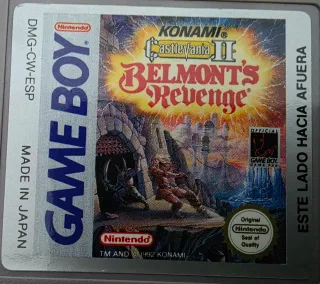 DMG-CW-ESP
MADE IN JAPAN
Nintendo
GAME BOY
KONAMI
Castlevania II
BELMONT'S
Revenge
OFFICIAL
GAME BOY
Original
Nintendo
Seal of
Quality
Nintendo
TM AND © 1992 KONAMI
ESTE LADO HACIA AFUERA